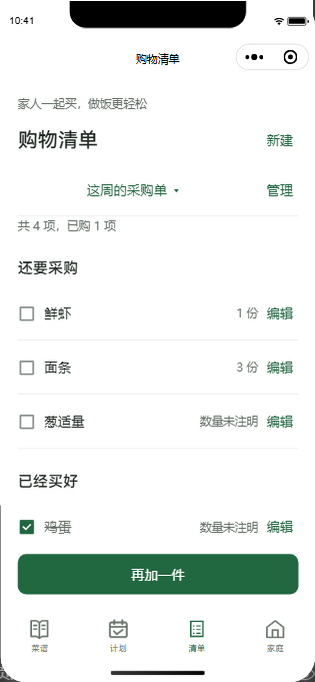 10:41
购物清单
家人一起买，做饭更轻松
购物清单 新建
这周的采购单 管理
共 4 项，已购 1 项
还要采购
鲜虾 1 份 编辑
面条 3 份 编辑
葱适量 数量未注明 编辑
已经买好
鸡蛋 数量未注明 编辑
再加一件
菜谱 计划 清单 家庭